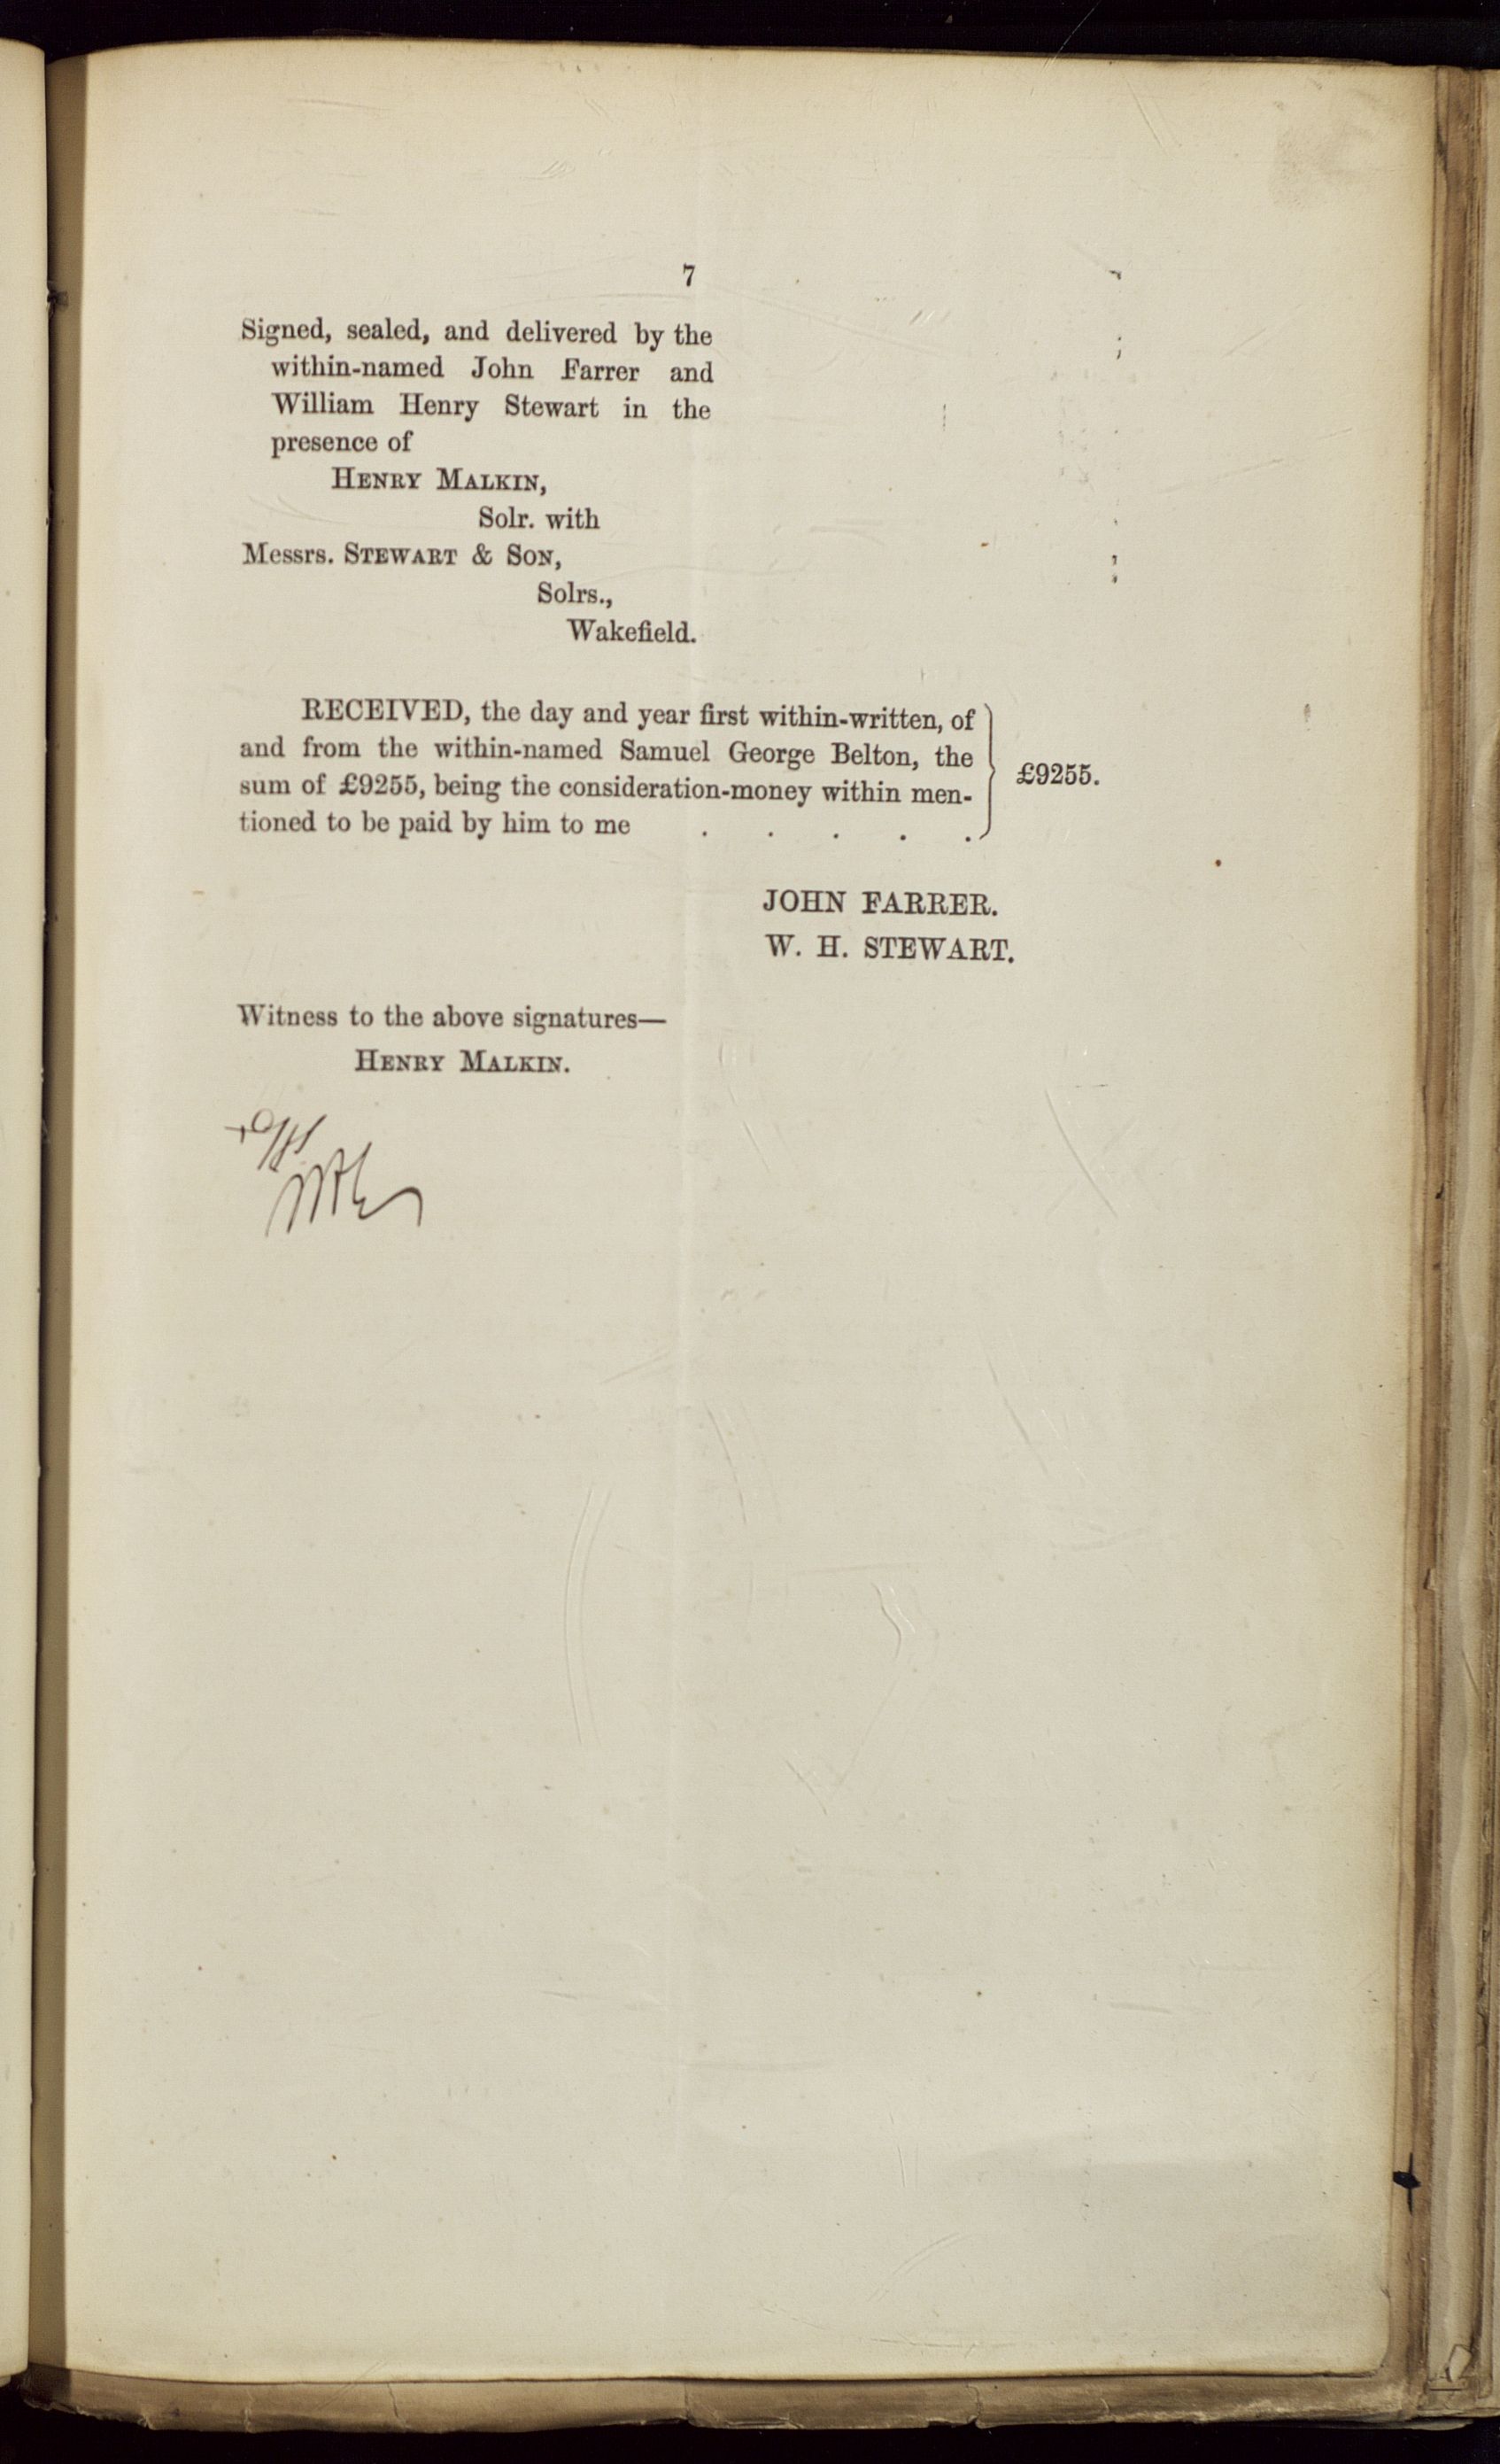 7
Signed, sealed, and delivered by the
within-named John Farrer and
William Henry Stewart in the
presence of
HENRY MALKIN,
Solr. with
Messrs. STEWART & SON,
Solrs.,
Wakefield.
RECEIVED, the day and year first within-written, of
and from the within-named Samuel George Belton, the
sum of £9255, being the consideration-money within men-
tioned to be paid by him to me . . . . .
£9255.
JOHN FARRER.
W. H. STEWART.
Witness to the above signatures—
HENRY MALKIN.